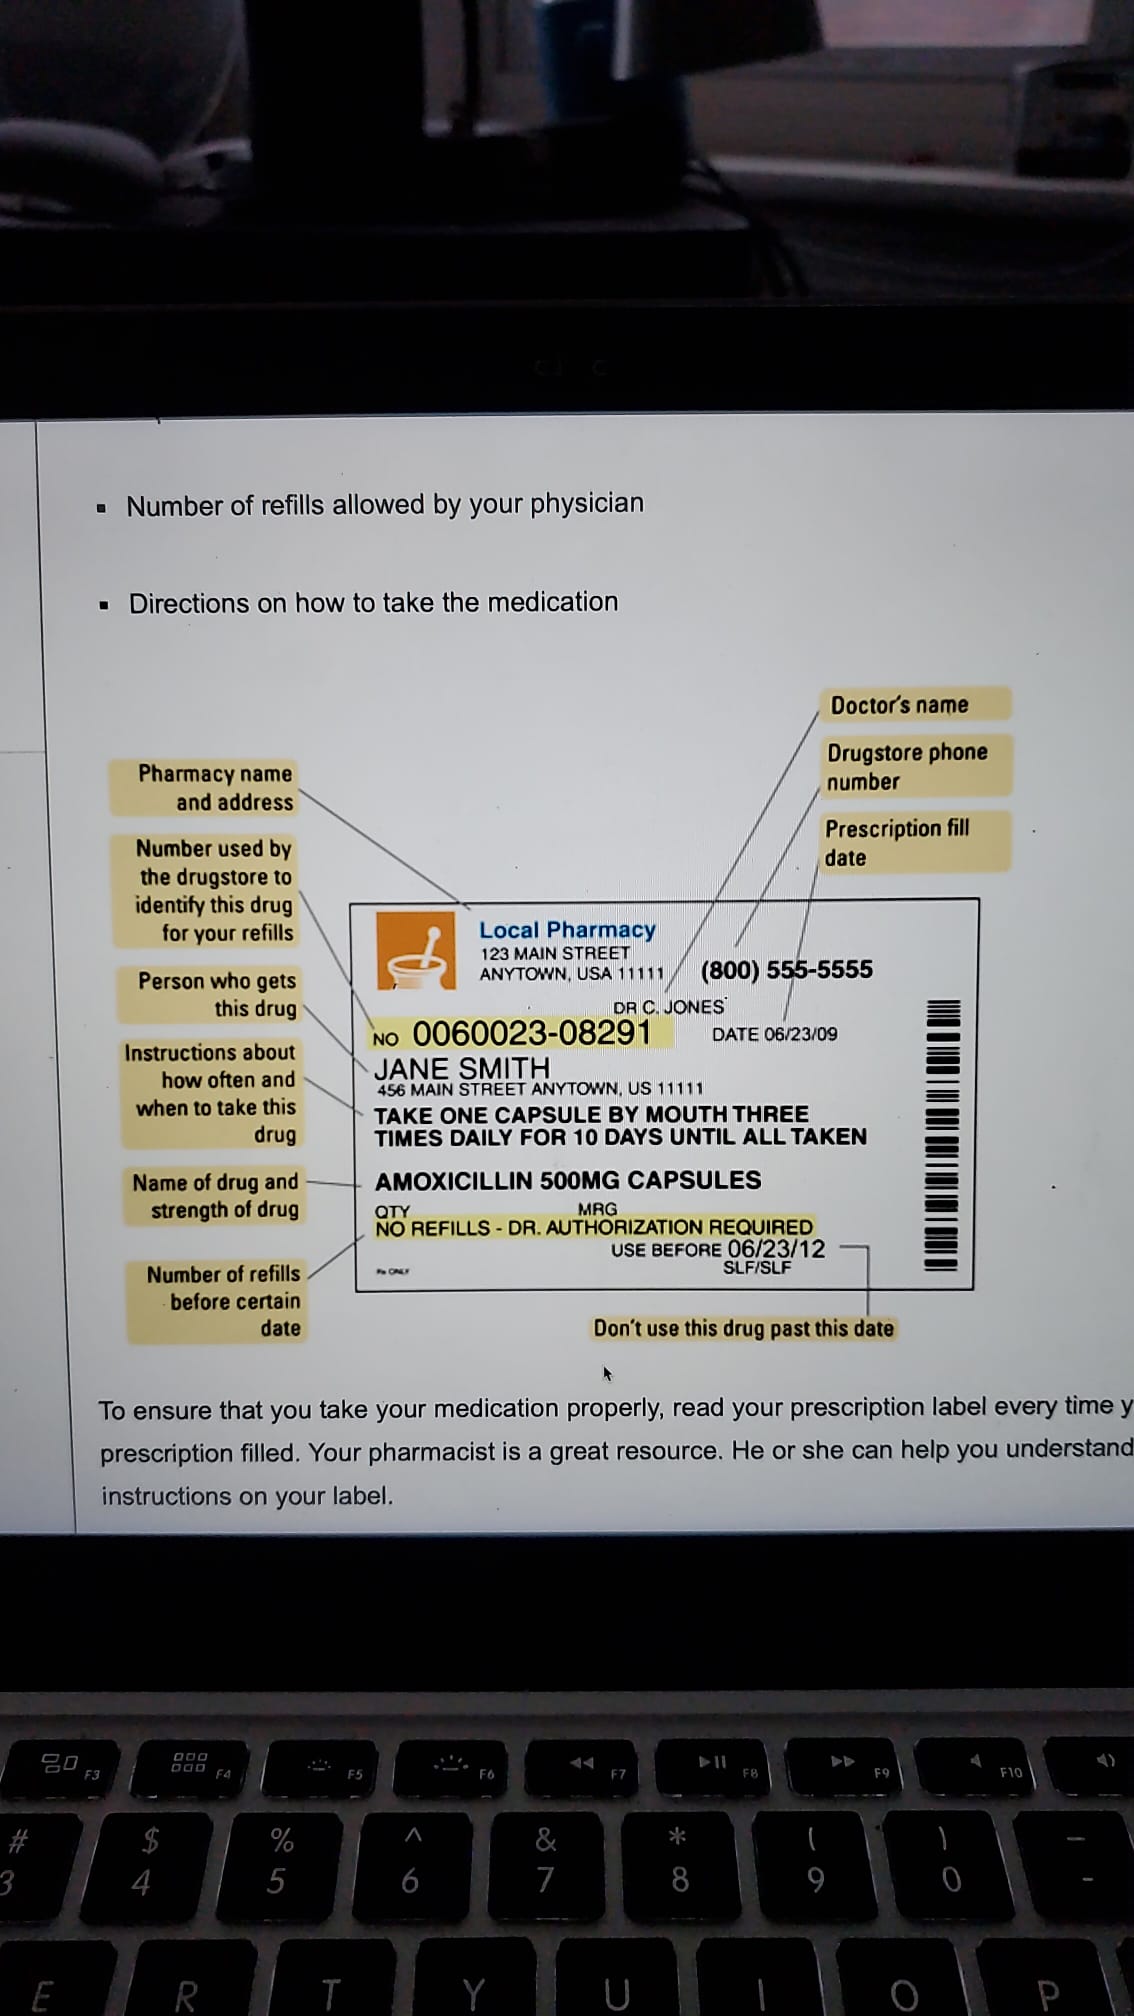 Number of refills allowed by your physician
Directions on how to take the medication
Doctor's name
Drugstore phone
number
Prescription fill
date
Pharmacy name
and address
Number used by
the drugstore to
identify this drug
for your refills
Person who gets
this drug
Instructions about
how often and
when to take this
drug
Name of drug and
strength of drug
Number of refills
before certain
date
Local Pharmacy
123 MAIN STREET
ANYTOWN, USA 11111
(800) 555-5555
DR C. JONES
NO 0060023-08291
DATE 06/23/09
JANE SMITH
456 MAIN STREET ANYTOWN, US 11111
TAKE ONE CAPSULE BY MOUTH THREE
TIMES DAILY FOR 10 DAYS UNTIL ALL TAKEN
AMOXICILLIN 500MG CAPSULES
QTY MRG
NO REFILLS - DR. AUTHORIZATION REQUIRED
USE BEFORE 06/23/12
SLF/SLF
Rx ONLY
Don't use this drug past this date
To ensure that you take your medication properly, read your prescription label every time y
prescription filled. Your pharmacist is a great resource. He or she can help you understand
instructions on your label.
F3 F4 F5 F6 F7 F8 F9 F10
# $ % ^ & * ( ) –
3 4 5 6 7 8 9 0 -
E R T Y U I O P